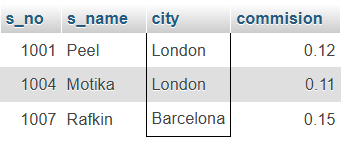 s_no s_name city commision
1001 Peel London 0.12
1004 Motika London 0.11
1007 Rafkin Barcelona 0.15